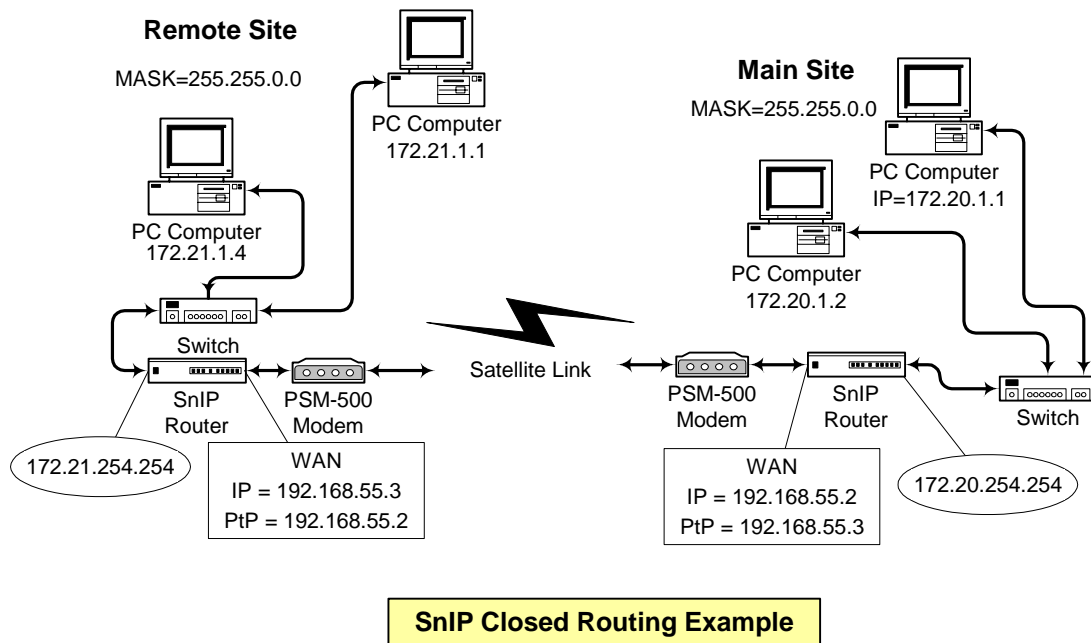 Remote Site
MASK=255.255.0.0
PC Computer
172.21.1.1
PC Computer
172.21.1.4
Switch
SnIP
Router
PSM-500
Modem
172.21.254.254
WAN
IP = 192.168.55.3
PtP = 192.168.55.2
Satellite Link
Main Site
MASK=255.255.0.0
PC Computer
IP=172.20.1.1
PC Computer
172.20.1.2
PSM-500
Modem
SnIP
Router
Switch
WAN
IP = 192.168.55.2
PtP = 192.168.55.3
172.20.254.254
SnIP Closed Routing Example